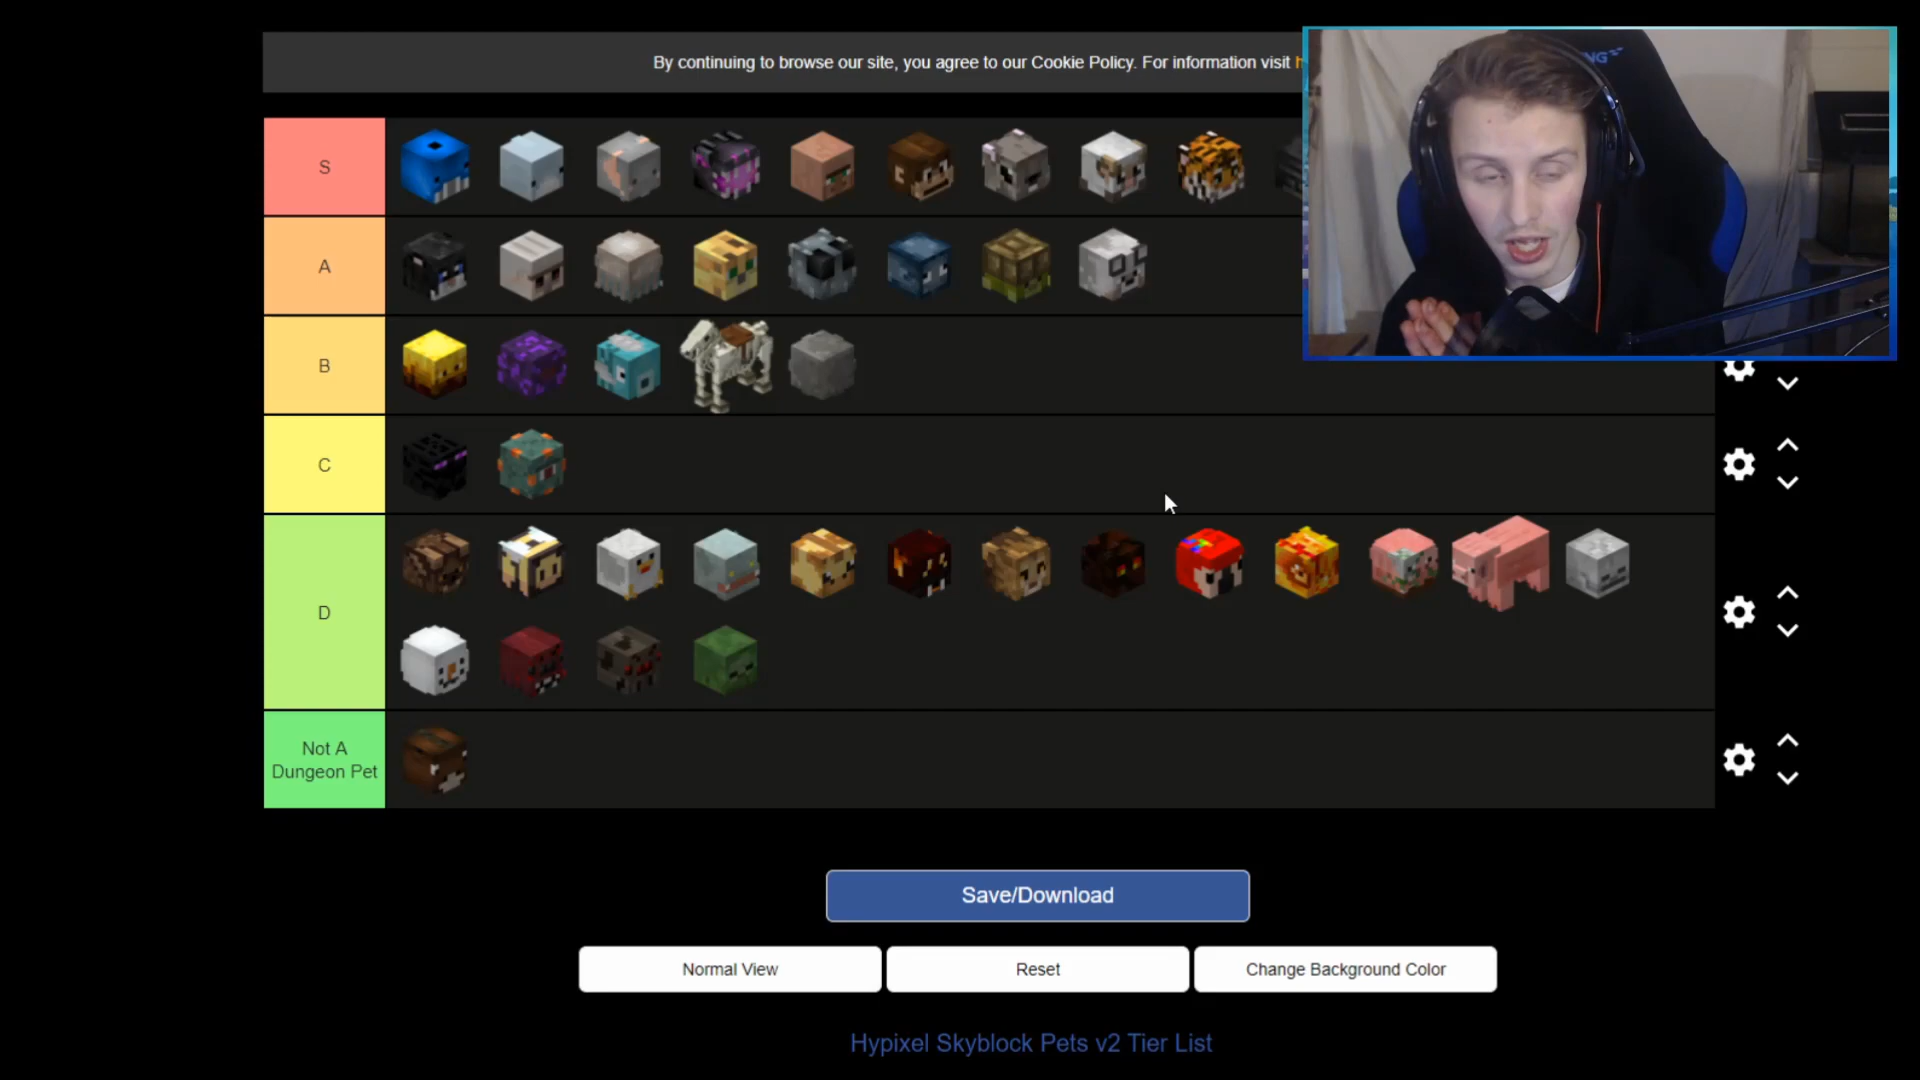 By continuing to browse our site, you agree to our Cookie Policy. For information visit h
NG
S
A
B
C
D
Not A
Dungeon Pet
Save/Download
Normal View
Reset
Change Background Color
Hypixel Skyblock Pets v2 Tier List